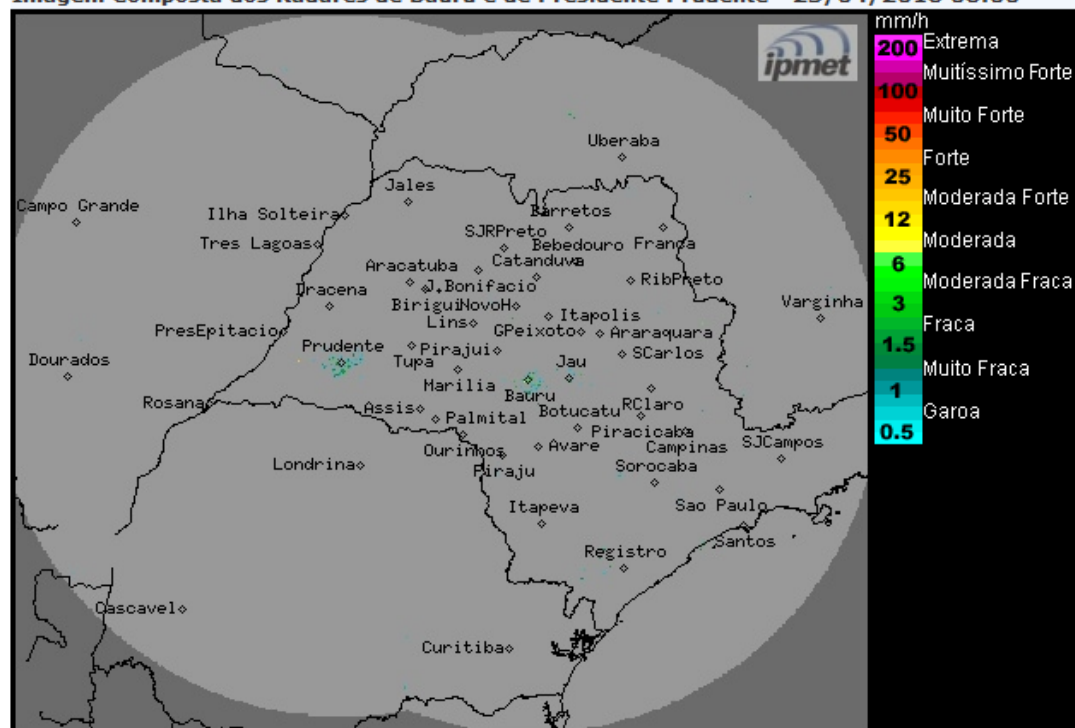 Imagem Composta dos Radares de Bauru e de Presidente Prudente
mm/h
ipmet
200 Extrema
Muitíssimo Forte
100
Muito Forte
50
Forte
25
Moderada Forte
12
Moderada
6
Moderada Fraca
3
Fraca
1.5
Muito Fraca
1
Garoa
0.5
Uberaba
Jales
Campo Grande
Ilha Solteira
Barretos
SJRPreto
Tres Lagoas
Bebedouro Franca
Catanduva
Aracatuba
J.Bonifacio
RibPreto
Dracena
Varginha
Birigui NovoH
Itapolis
Lins
PresEpitacio
GPeixoto
Araraquara
Prudente
Pirajui
SCarlos
Dourados
Tupa
Jau
Marilia
Bauru
Rosana
Assis
Botucatu
RClaro
Palmital
Piracicaba
SJCampos
Ourinhos
Avare
Campinas
Londrina
Piraju
Sorocaba
Itapeva
Sao Paulo
Santos
Registro
Cascavel
Curitiba